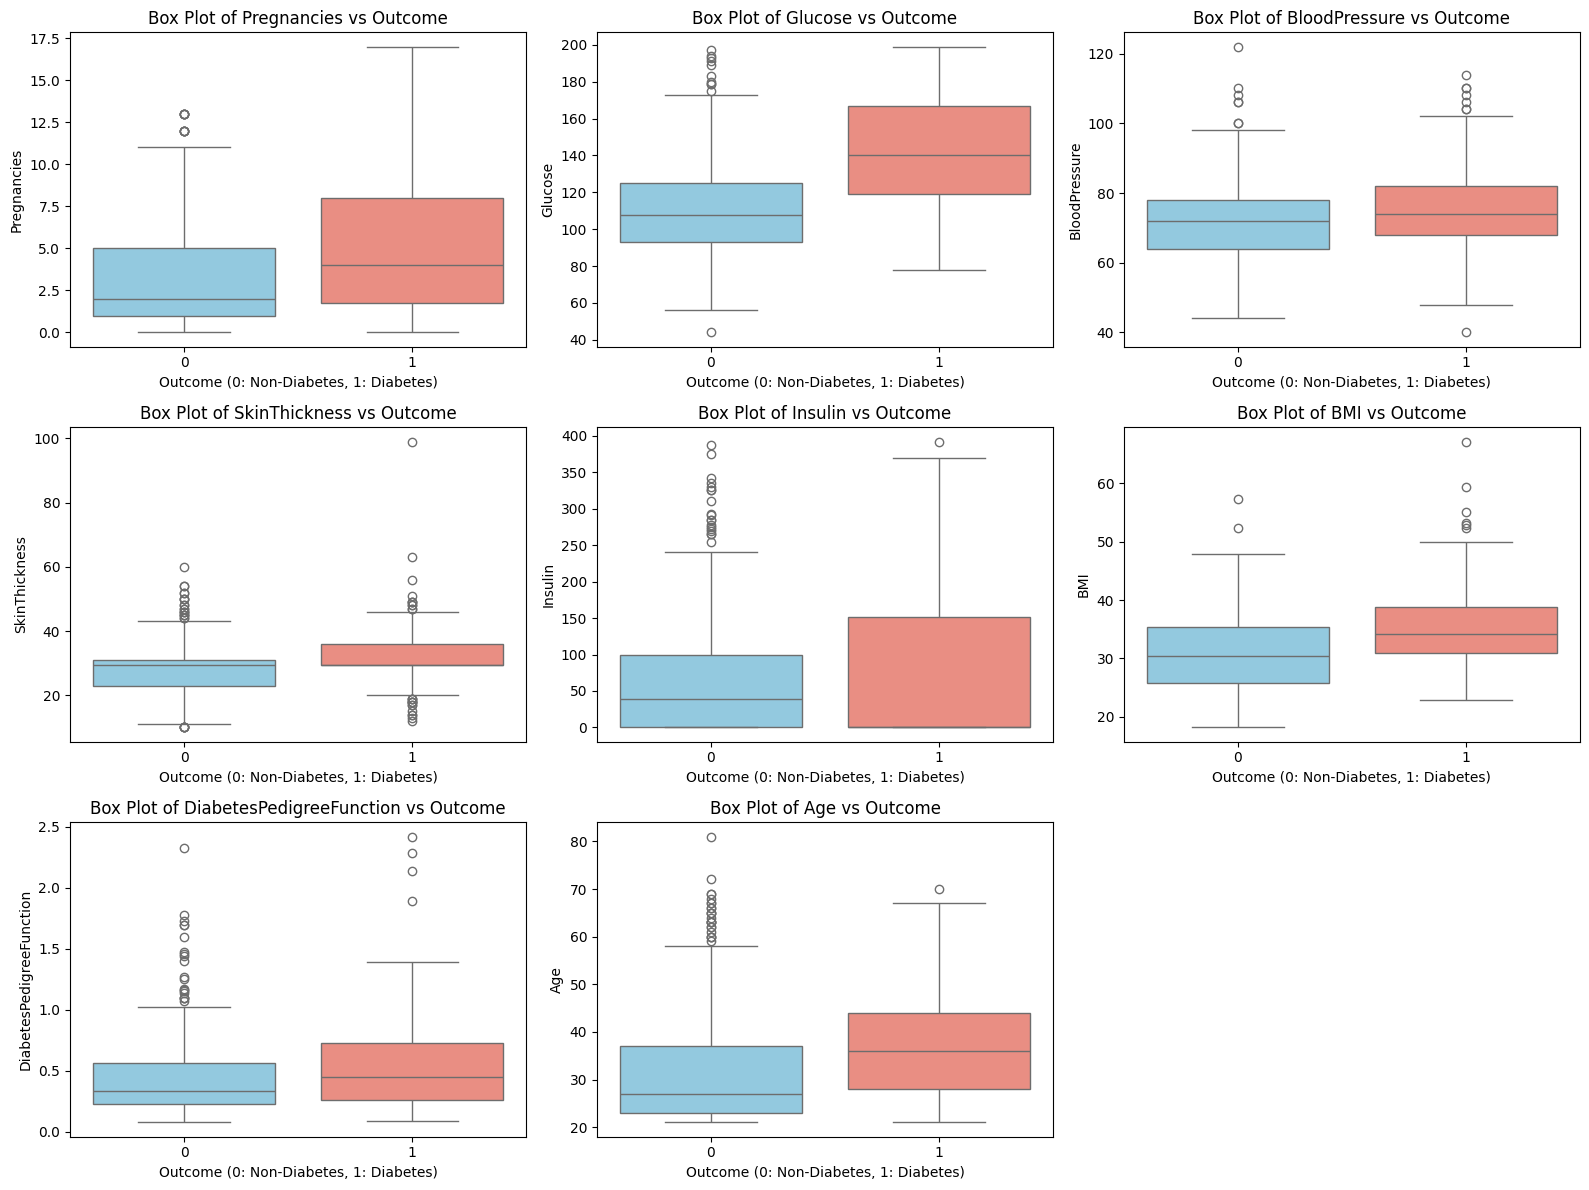 Box Plot of Pregnancies vs Outcome
Pregnancies
17.5
15.0
12.5
10.0
7.5
5.0
2.5
0.0
0 1
Outcome (0: Non-Diabetes, 1: Diabetes)
Box Plot of Glucose vs Outcome
Glucose
200
180
160
140
120
100
80
60
40
0 1
Outcome (0: Non-Diabetes, 1: Diabetes)
Box Plot of BloodPressure vs Outcome
BloodPressure
120
100
80
60
40
0 1
Outcome (0: Non-Diabetes, 1: Diabetes)
Box Plot of SkinThickness vs Outcome
SkinThickness
100
80
60
40
20
0 1
Outcome (0: Non-Diabetes, 1: Diabetes)
Box Plot of Insulin vs Outcome
Insulin
400
350
300
250
200
150
100
50
0
0 1
Outcome (0: Non-Diabetes, 1: Diabetes)
Box Plot of BMI vs Outcome
BMI
60
50
40
30
20
0 1
Outcome (0: Non-Diabetes, 1: Diabetes)
Box Plot of DiabetesPedigreeFunction vs Outcome
DiabetesPedigreeFunction
2.5
2.0
1.5
1.0
0.5
0.0
0 1
Outcome (0: Non-Diabetes, 1: Diabetes)
Box Plot of Age vs Outcome
Age
80
70
60
50
40
30
20
0 1
Outcome (0: Non-Diabetes, 1: Diabetes)